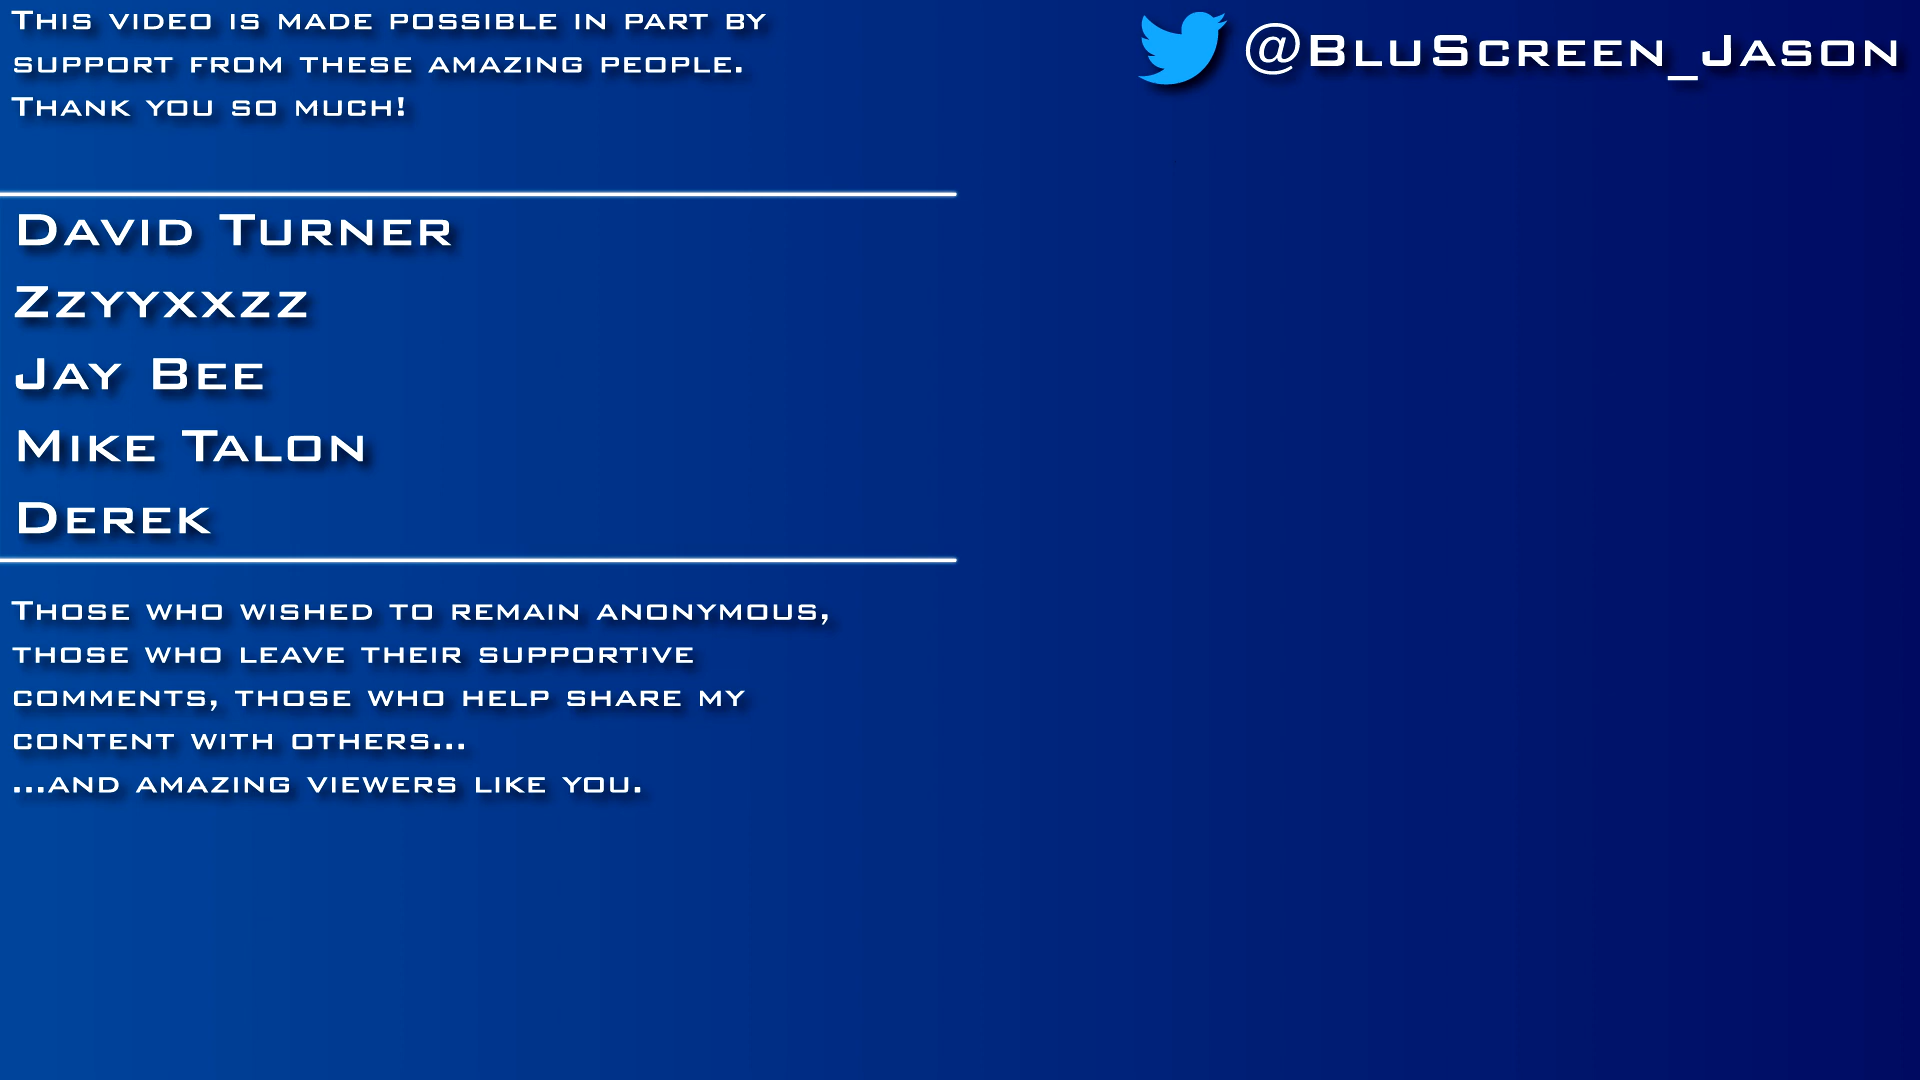 This video is made possible in part by
support from these amazing people.
Thank you so much!
@BluScreen_Jason
David Turner
Zzyyxxzz
Jay Bee
Mike Talon
Derek
Those who wished to remain anonymous,
those who leave their supportive
comments, those who help share my
content with others...
...and amazing viewers like you.